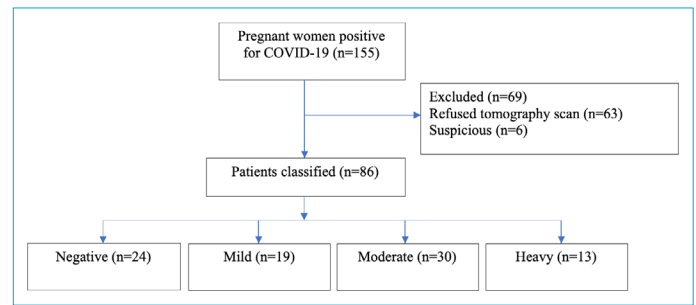 Pregnant women positive
for COVID-19 (n=155)
Excluded (n=69)
Refused tomography scan (n=63)
Suspicious (n=6)
Patients classified (n=86)
Negative (n=24)
Mild (n=19)
Moderate (n=30)
Heavy (n=13)